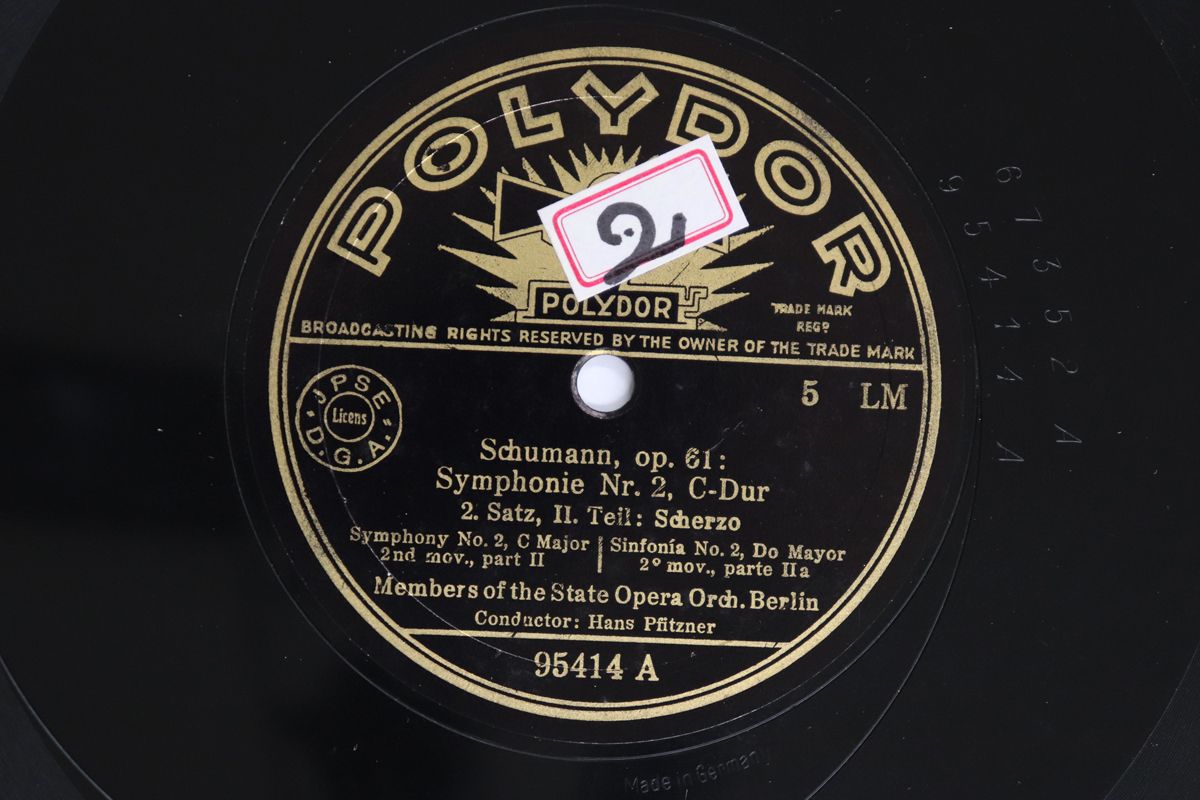 POLYDOR
2
POLYDOR
TRADE MARK
REGD
BROADCASTING RIGHTS RESERVED BY THE OWNER OF THE TRADE MARK
JPSE
Licens
D.G.A.
5 LM
Schumann, op. 61:
Symphonie Nr. 2, C-Dur
2. Satz, II. Teil: Scherzo
Symphony No. 2, C Major
2nd mov., part II
Sinfonía No. 2, Do Mayor
2º mov., parte IIa
Members of the State Opera Orch. Berlin
Conductor: Hans Pfitzner
95414 A
67352A
95414 A
Made in Germany